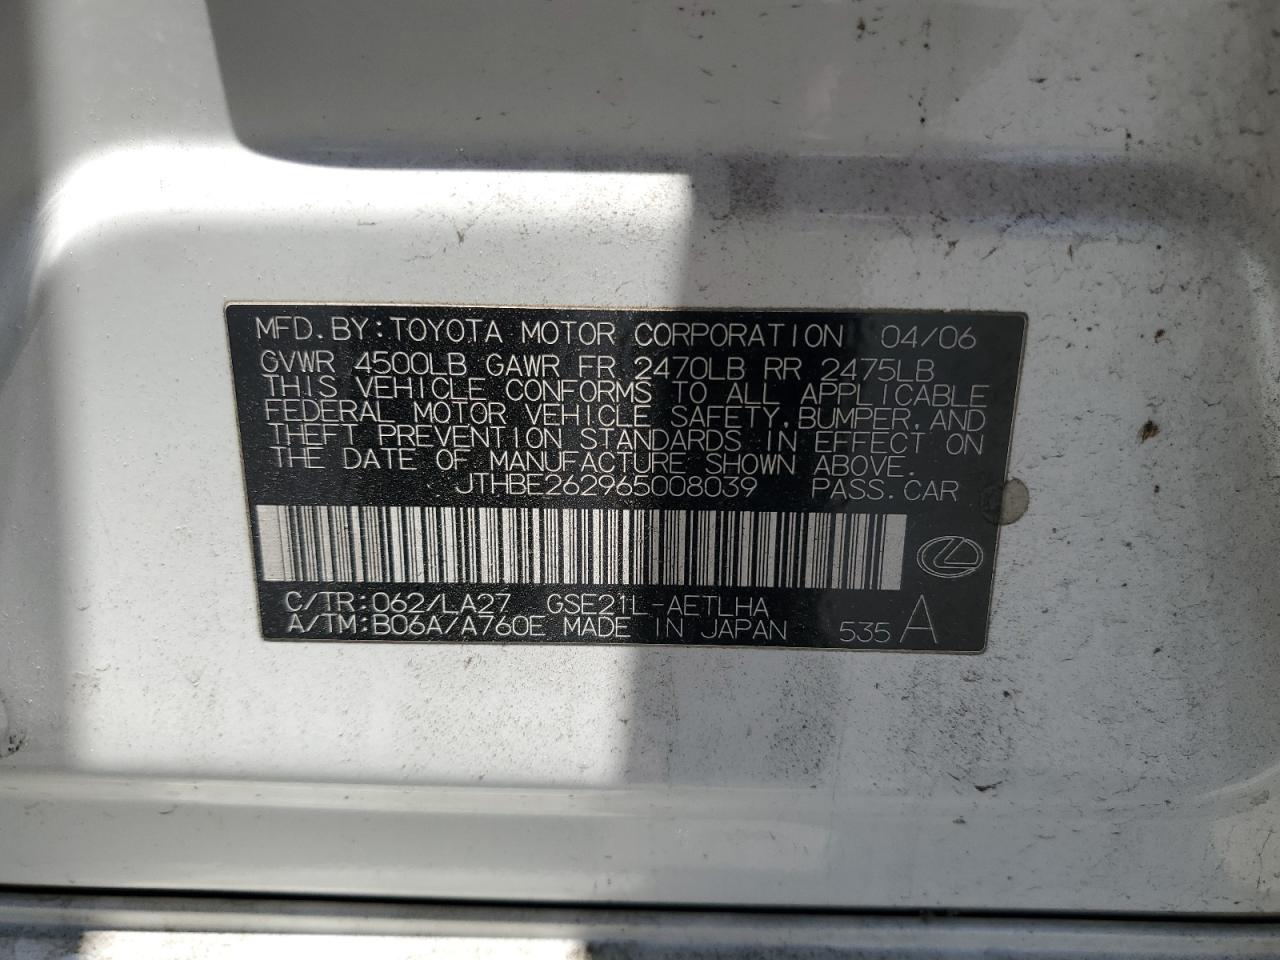 MFD. BY: TOYOTA MOTOR CORPORATION 04/06
GVWR 4500LB GAWR FR 2470LB RR 2475LB
THIS VEHICLE CONFORMS TO ALL APPLICABLE
FEDERAL MOTOR VEHICLE SAFETY, BUMPER, AND
THEFT PREVENTION STANDARDS IN EFFECT ON
THE DATE OF MANUFACTURE SHOWN ABOVE.
JTHBE262965008039 PASS. CAR
C/TR: 062/LA27 GSE21L-AETLHA
A/TM: B06A/A760E MADE IN JAPAN 535 A